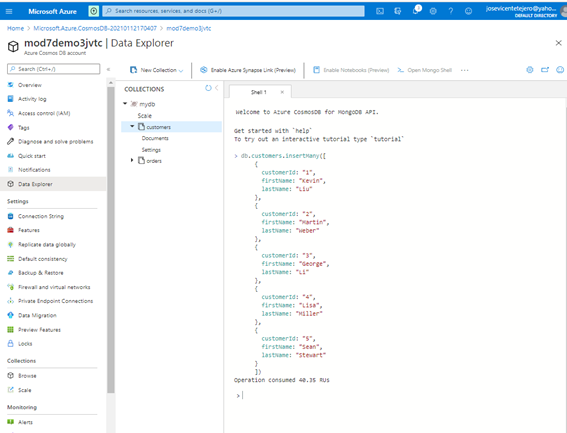 Microsoft Azure
Search resources, services, and docs (G+/)
1
josevicentetejero@yaho...
DEFAULT DIRECTORY
Home > Microsoft.Azure.CosmosDB-20210112170407 > mod7demo3jvtc
mod7demo3jvtc | Data Explorer
Azure Cosmos DB account
Search (Ctrl+/)
New Collection
Enable Azure Synapse Link (Preview)
Enable Notebooks (Preview)
Open Mongo Shell
...
Overview
Activity log
Access control (IAM)
Tags
Diagnose and solve problems
Quick start
Notifications
Data Explorer
Settings
Connection String
Features
Replicate data globally
Default consistency
Backup & Restore
Firewall and virtual networks
Private Endpoint Connections
Data Migration
Preview Features
Locks
Collections
Browse
Scale
Monitoring
Alerts
COLLECTIONS
mydb
Scale
customers
Documents
Settings
orders
Shell 1
Welcome to Azure CosmosDB for MongoDB API.
Get started with `help`
To try out an interactive tutorial type `tutorial`
> db.customers.insertMany([
{
customerId: "1",
firstName: "Kevin",
lastName: "Liu"
},
{
customerId: "2",
firstName: "Martin",
lastName: "Weber"
},
{
customerId: "3",
firstName: "George",
lastName: "Li"
},
{
customerId: "4",
firstName: "Lisa",
lastName: "Miller"
},
{
customerId: "5",
firstName: "Sean",
lastName: "Stewart"
}
])
Operation consumed 40.35 RUs
>